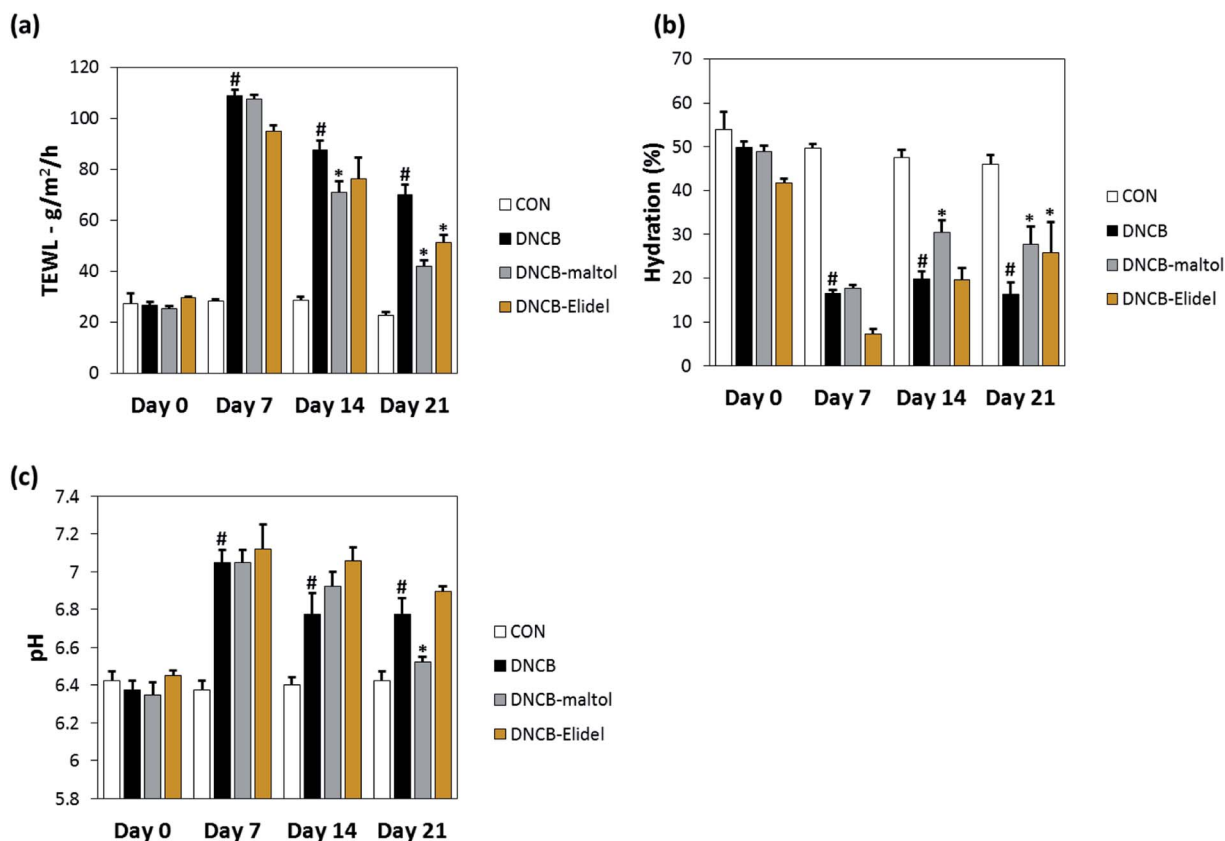 (a)
120
100
80
60
40
20
0
TEWL - g/m²/h
#
#
*
#
*
*
Day 0 Day 7 Day 14 Day 21
CON
DNCB
DNCB-maltol
DNCB-Elidel
(b)
70
60
50
40
30
20
10
0
Hydration (%)
#
#
*
#
*
*
Day 0 Day 7 Day 14 Day 21
CON
DNCB
DNCB-maltol
DNCB-Elidel
(c)
7.4
7.2
7
6.8
6.6
6.4
6.2
6
5.8
pH
#
#
#
*
Day 0 Day 7 Day 14 Day 21
CON
DNCB
DNCB-maltol
DNCB-Elidel